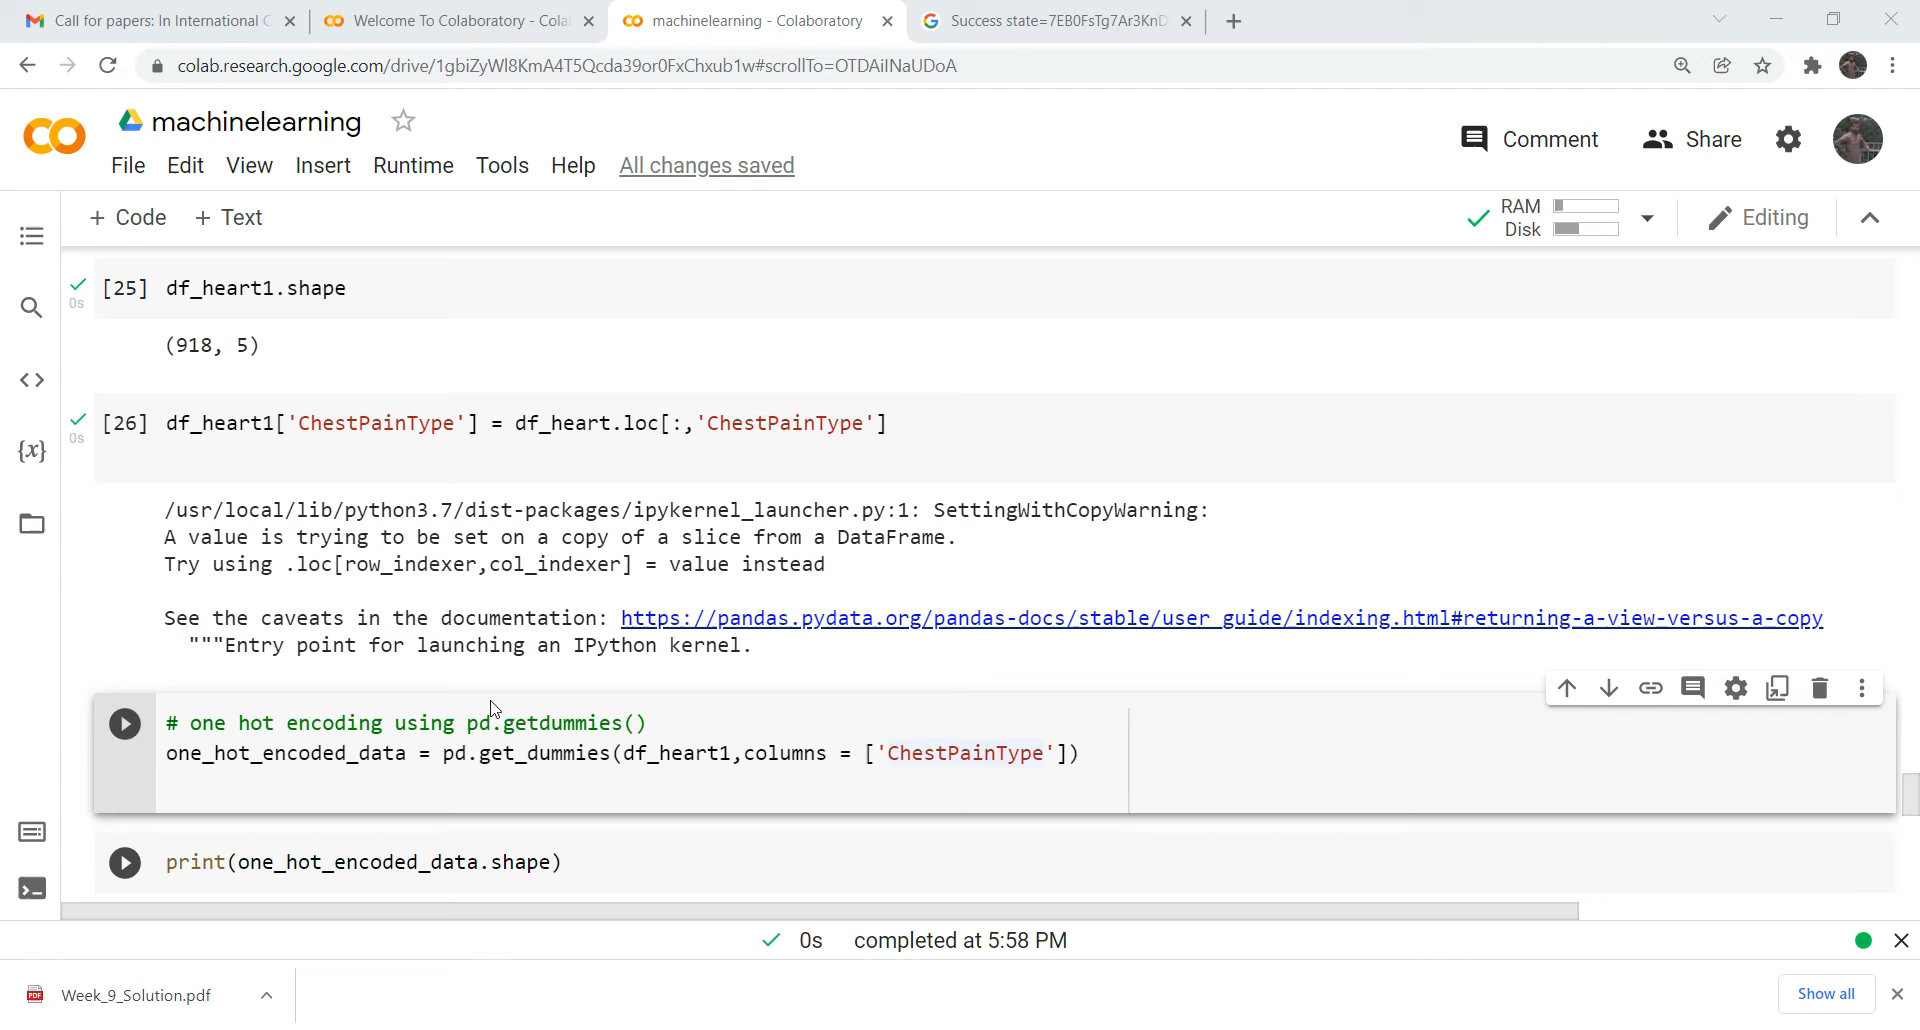 Call for papers: In International C
Welcome To Colaboratory - Cola
machinelearning - Colaboratory
Success state=7EB0FsTg7Ar3KnD
colab.research.google.com/drive/1gbiZyWl8KmA4T5Qcda39or0FxChxub1w#scrollTo=OTDAiINaUDoA
machinelearning
Comment
Share
File Edit View Insert Runtime Tools Help All changes saved
+ Code + Text
RAM
Disk
Editing
0s
[25] df_heart1.shape
(918, 5)
0s
[26] df_heart1['ChestPainType'] = df_heart.loc[:,'ChestPainType']
{x}
/usr/local/lib/python3.7/dist-packages/ipykernel_launcher.py:1: SettingWithCopyWarning:
A value is trying to be set on a copy of a slice from a DataFrame.
Try using .loc[row_indexer,col_indexer] = value instead
See the caveats in the documentation: https://pandas.pydata.org/pandas-docs/stable/user_guide/indexing.html#returning-a-view-versus-a-copy
"""Entry point for launching an IPython kernel.
# one hot encoding using pd.getdummies()
one_hot_encoded_data = pd.get_dummies(df_heart1,columns = ['ChestPainType'])
print(one_hot_encoded_data.shape)
0s completed at 5:58 PM
PDF
Week_9_Solution.pdf
Show all